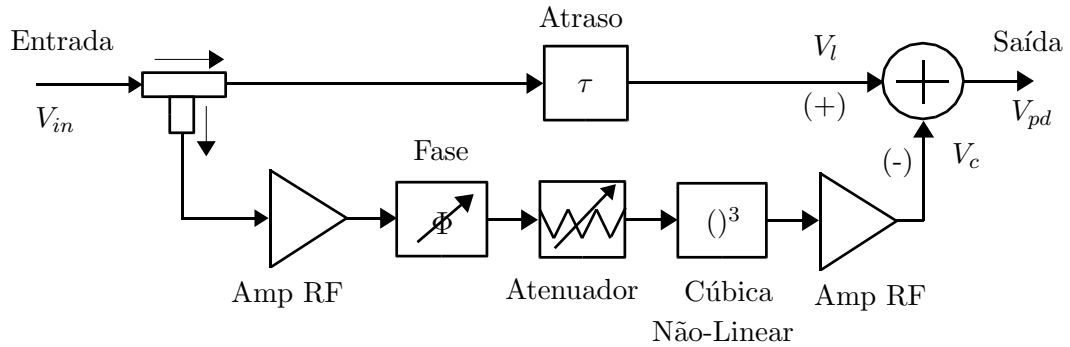 Atraso
Entrada
V_l
Saída
τ
V_in
(+)
V_pd
Fase
(-)
V_c
Φ
()³
Amp RF
Atenuador
Cúbica
Não-Linear
Amp RF